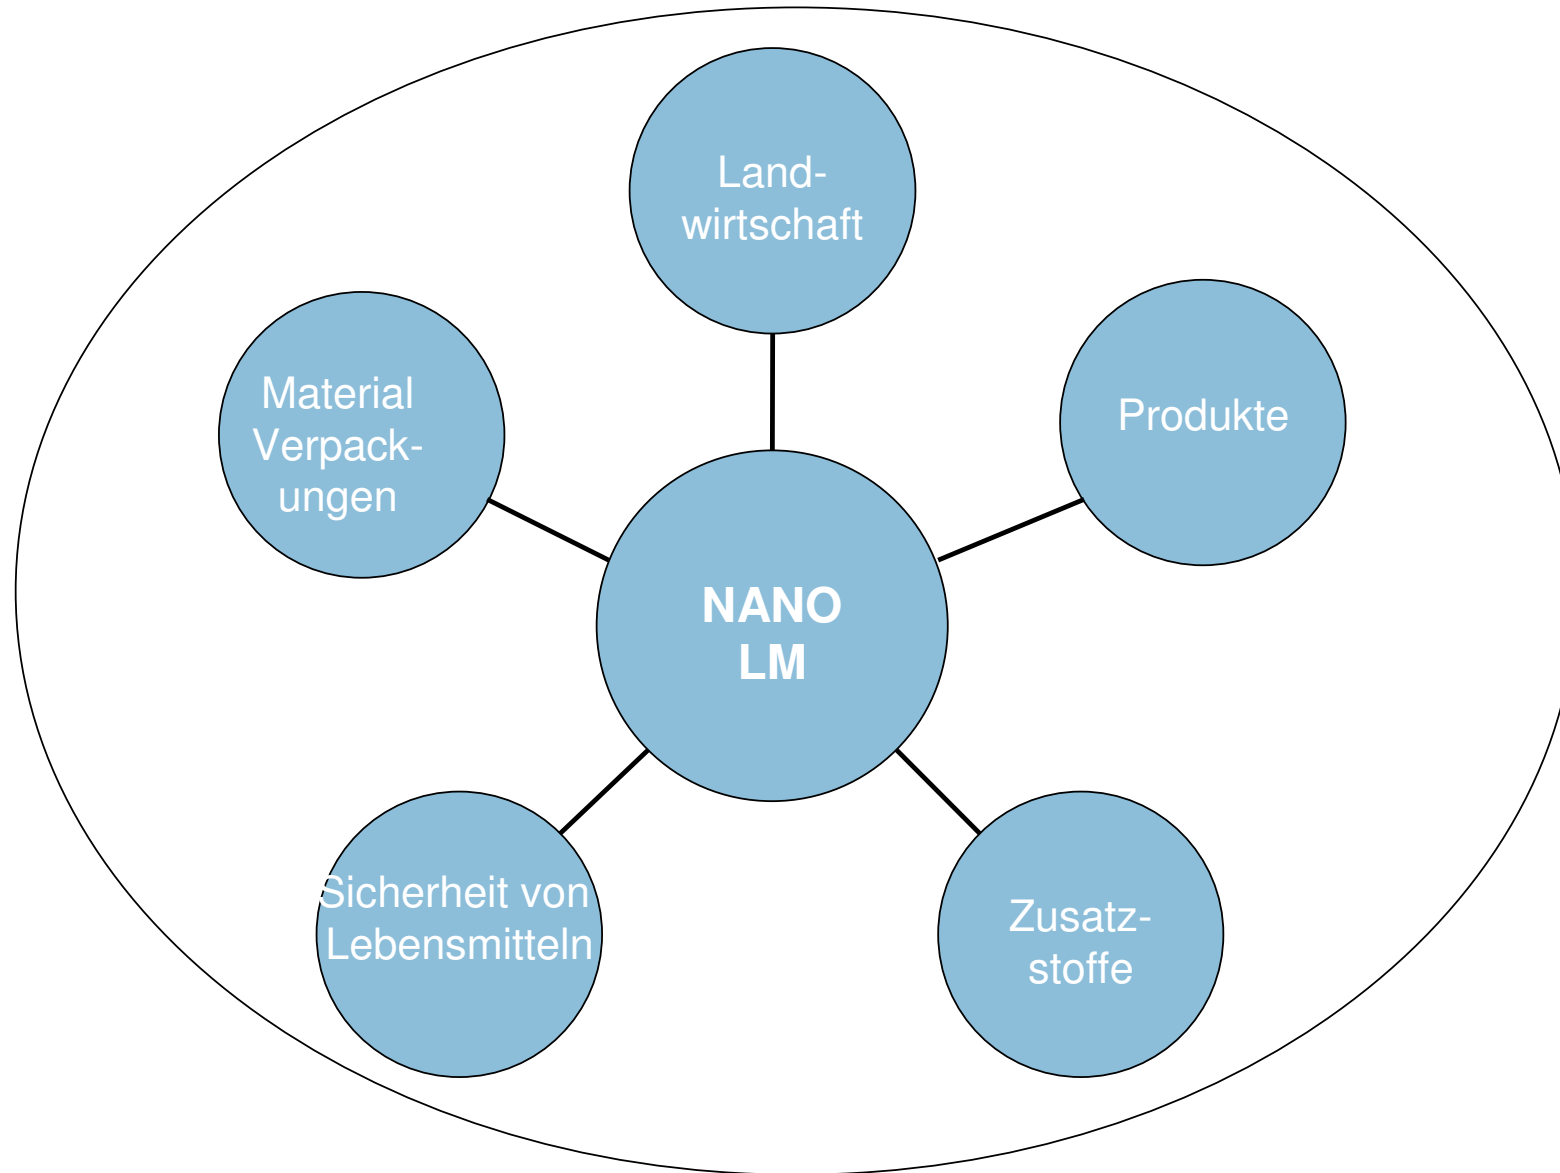 Land-
wirtschaft
Material
Verpack-
ungen
Produkte
NANO
LM
Sicherheit von
Lebensmitteln
Zusatz-
stoffe